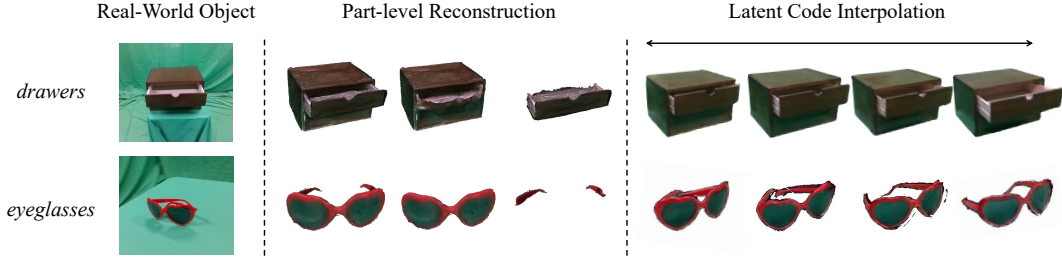 Real-World Object
Part-level Reconstruction
Latent Code Interpolation
drawers
eyeglasses